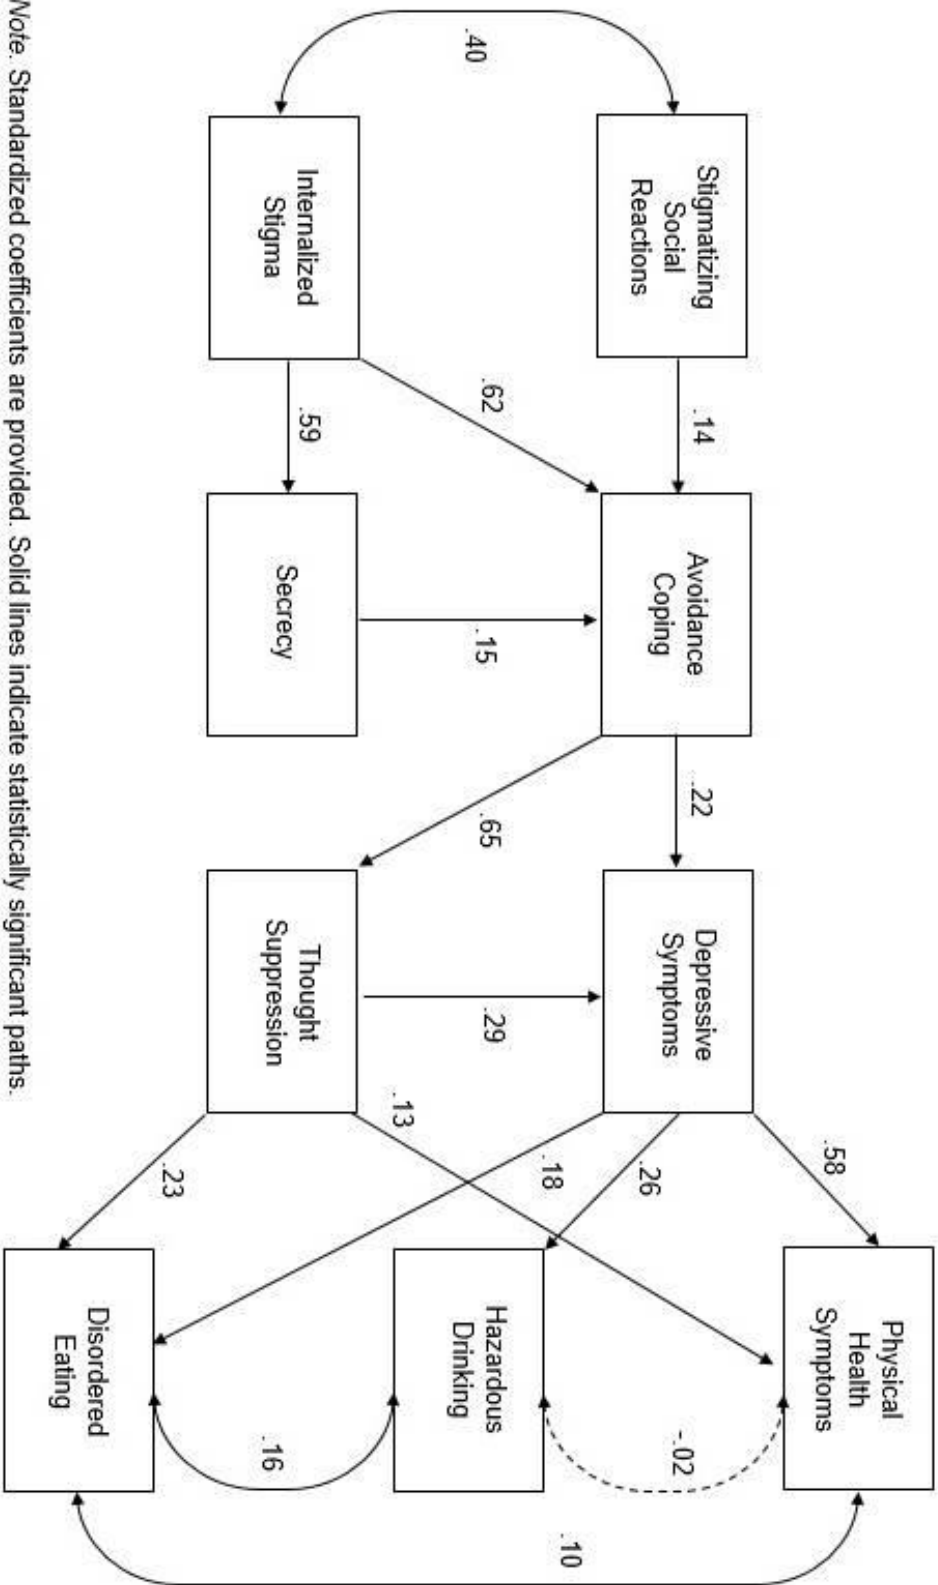 .40
Stigmatizing
Social
Reactions
Internalized
Stigma
.14
.62
.59
Avoidance
Coping
Secrecy
.15
.22
.65
Depressive
Symptoms
Thought
Suppression
.29
.58
.26
.18
.13
.23
Physical
Health
Symptoms
Hazardous
Drinking
Disordered
Eating
-.02
.16
.10
Note. Standardized coefficients are provided. Solid lines indicate statistically significant paths.